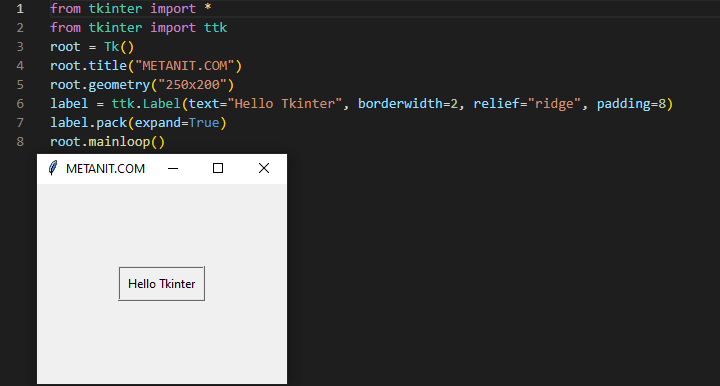 1 from tkinter import *
2 from tkinter import ttk
3 root = Tk()
4 root.title("METANIT.COM")
5 root.geometry("250x200")
6 label = ttk.Label(text="Hello Tkinter", borderwidth=2, relief="ridge", padding=8)
7 label.pack(expand=True)
8 root.mainloop()
METANIT.COM
Hello Tkinter